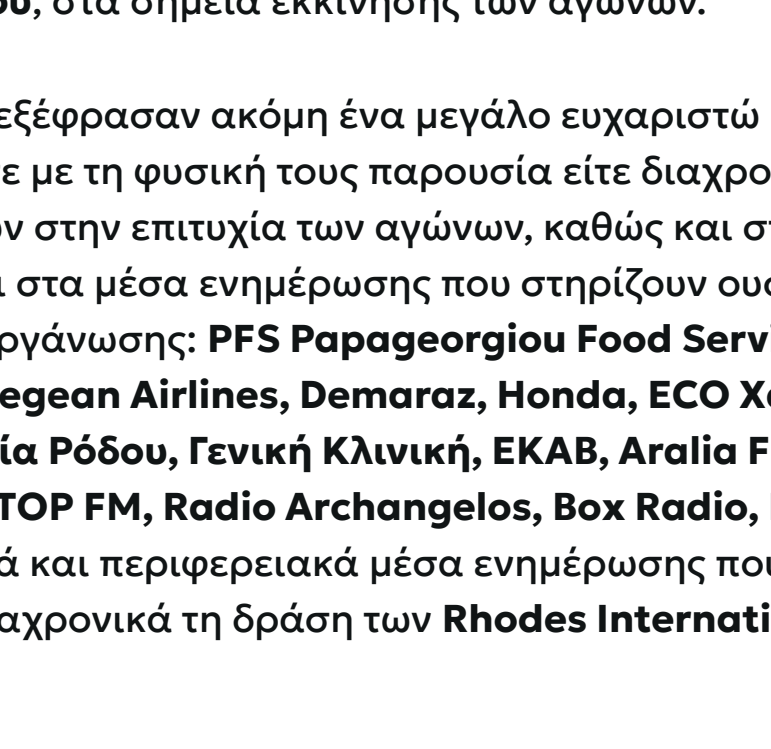 ου, στα σημεία εκκίνησης των αγώνων.
εξέφρασαν ακόμη ένα μεγάλο ευχαριστώ
ε με τη φυσική τους παρουσία είτε διαχρο
ν στην επιτυχία των αγώνων, καθώς και σ
ι στα μέσα ενημέρωσης που στηρίζουν ου
ργάνωσης: PFS Papageorgiou Food Serv
egean Airlines, Demaraz, Honda, ECO X
ία Ρόδου, Γενική Κλινική, ΕΚΑΒ, Aralia F
TOP FM, Radio Archangelos, Box Radio,
ά και περιφερειακά μέσα ενημέρωσης που
αχρονικά τη δράση των Rhodes Internati